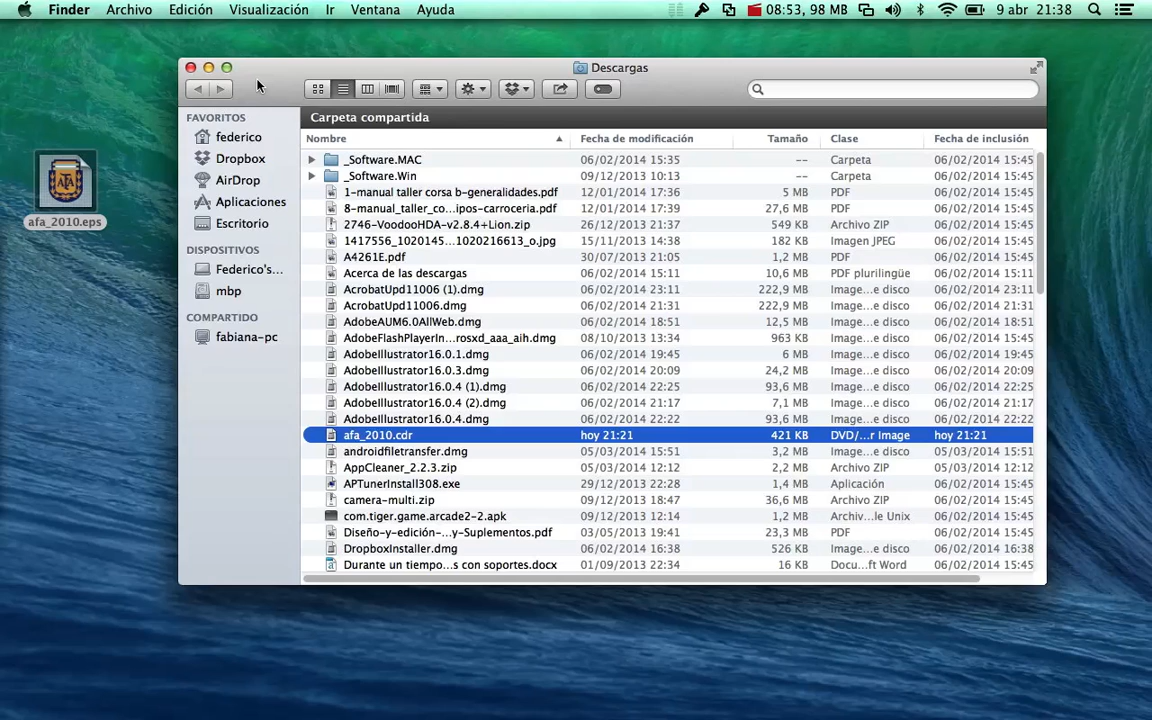 Finder Archivo Edición Visualización Ir Ventana Ayuda 08:53, 98 MB 9 abr 21:38
Descargas
FAVORITOS
federico
Dropbox
AirDrop
Aplicaciones
Escritorio
DISPOSITIVOS
Federico's...
mbp
COMPARTIDO
fabiana-pc
AFA
afa_2010.eps
Carpeta compartida
Nombre Fecha de modificación Tamaño Clase Fecha de inclusión
_Software.MAC 06/02/2014 15:35 -- Carpeta 06/02/2014 15:45
_Software.Win 09/12/2013 10:13 -- Carpeta 06/02/2014 15:45
1-manual taller corsa b-generalidades.pdf 12/01/2014 17:36 5 MB PDF 06/02/2014 15:45
8-manual_taller_co...ipos-carroceria.pdf 12/01/2014 17:39 27,6 MB PDF 06/02/2014 15:45
2746-VoodooHDA-v2.8.4+Lion.zip 26/12/2013 21:37 549 KB Archivo ZIP 06/02/2014 15:45
1417556_1020145...1020216613_o.jpg 15/11/2013 14:38 182 KB Imagen JPEG 06/02/2014 15:45
A4261E.pdf 30/07/2013 21:05 1,2 MB PDF 06/02/2014 15:45
Acerca de las descargas 06/02/2014 15:11 10,6 MB PDF plurilingüe 06/02/2014 15:11
AcrobatUpd11006 (1).dmg 06/02/2014 23:11 222,9 MB Image...e disco 06/02/2014 23:11
AcrobatUpd11006.dmg 06/02/2014 21:31 222,9 MB Image...e disco 06/02/2014 21:31
AdobeAUM6.0AllWeb.dmg 06/02/2014 18:51 12,5 MB Image...e disco 06/02/2014 18:51
AdobeFlashPlayerIn...rosxd_aaa_aih.dmg 08/10/2013 13:34 963 KB Image...e disco 06/02/2014 15:45
AdobeIllustrator16.0.1.dmg 06/02/2014 19:45 6 MB Image...e disco 06/02/2014 19:45
AdobeIllustrator16.0.3.dmg 06/02/2014 20:09 24,2 MB Image...e disco 06/02/2014 20:09
AdobeIllustrator16.0.4 (1).dmg 06/02/2014 22:25 93,6 MB Image...e disco 06/02/2014 22:25
AdobeIllustrator16.0.4 (2).dmg 06/02/2014 21:17 7,1 MB Image...e disco 06/02/2014 21:17
AdobeIllustrator16.0.4.dmg 06/02/2014 22:22 93,6 MB Image...e disco 06/02/2014 22:22
afa_2010.cdr hoy 21:21 421 KB DVD/...r Image hoy 21:21
androidfiletransfer.dmg 05/03/2014 15:51 3,2 MB Image...e disco 05/03/2014 15:51
AppCleaner_2.2.3.zip 05/03/2014 12:12 2,2 MB Archivo ZIP 05/03/2014 12:12
APTunerInstall308.exe 29/12/2013 22:28 1,4 MB Aplicación 06/02/2014 15:45
camera-multi.zip 09/12/2013 18:47 36,6 MB Archivo ZIP 06/02/2014 15:45
com.tiger.game.arcade2-2.apk 09/12/2013 12:14 1,2 MB Archiv...le Unix 06/02/2014 15:45
Diseño-y-edición-...y-Suplementos.pdf 03/05/2013 19:41 23,3 MB PDF 06/02/2014 15:45
DropboxInstaller.dmg 06/02/2014 16:38 526 KB Image...e disco 06/02/2014 16:38
Durante un tiempo...s con soportes.docx 01/09/2013 22:34 16 KB Docu...ft Word 06/02/2014 15:45